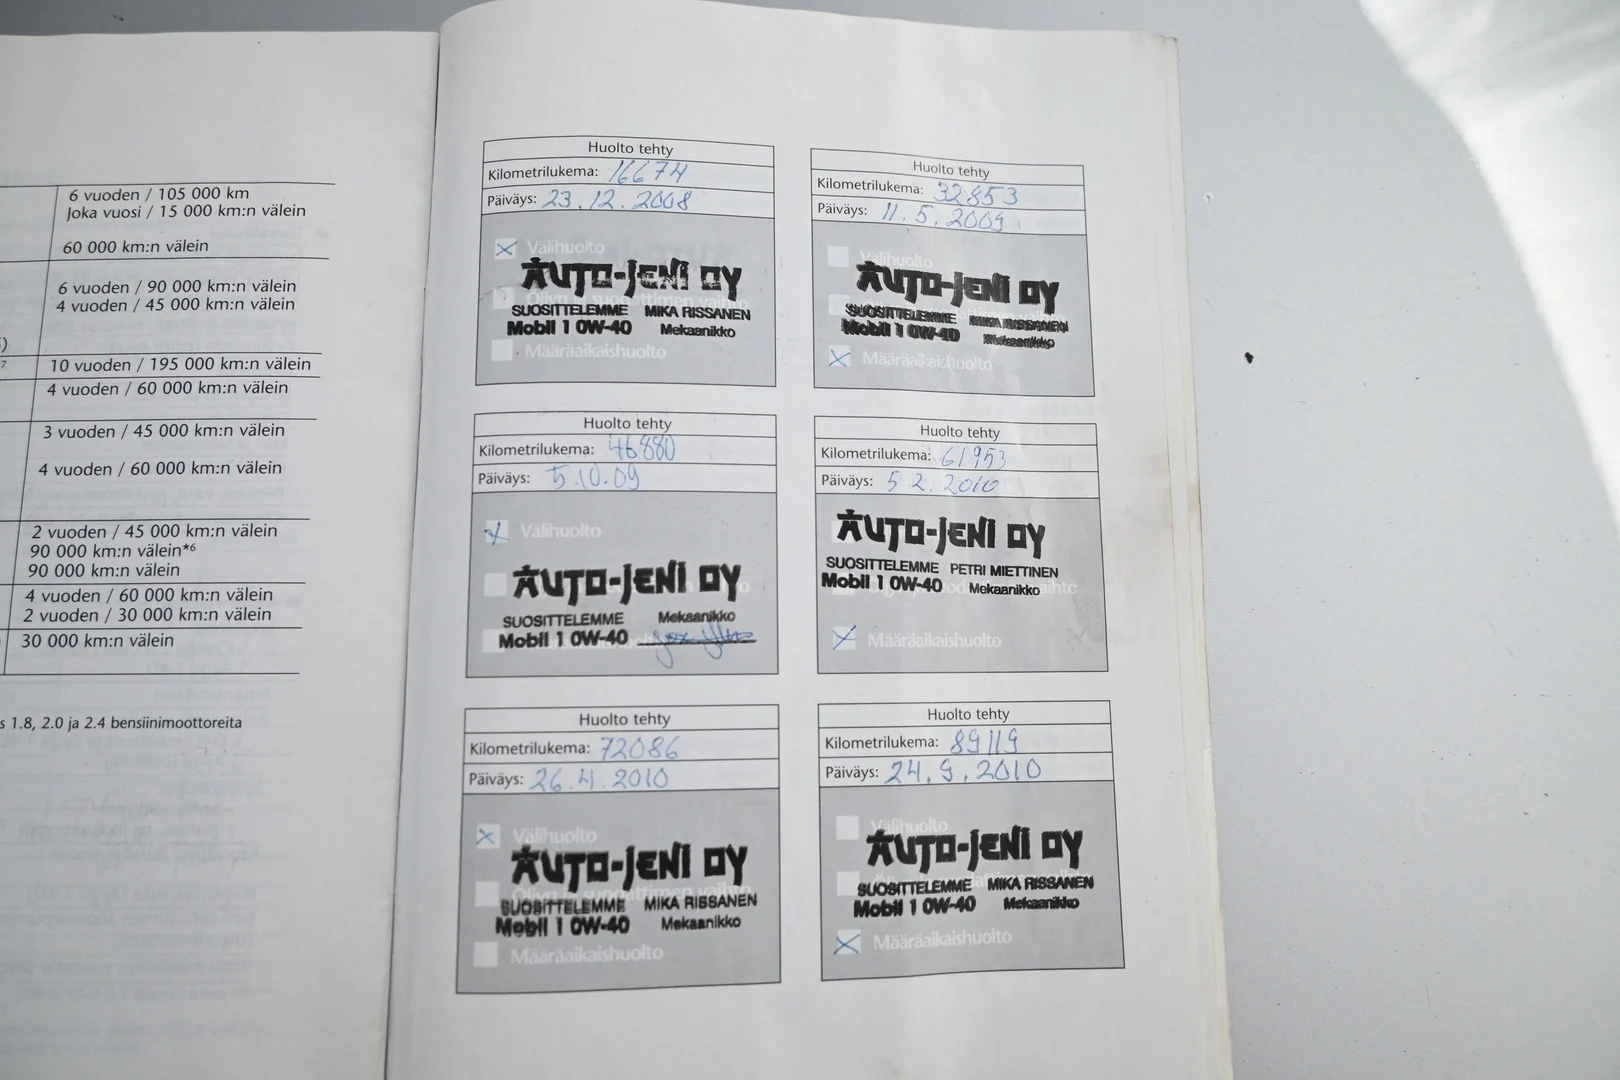 6 vuoden / 105 000 km
Joka vuosi / 15 000 km:n välein
60 000 km:n välein
6 vuoden / 90 000 km:n välein
4 vuoden / 45 000 km:n välein
10 vuoden / 195 000 km:n välein
4 vuoden / 60 000 km:n välein
3 vuoden / 45 000 km:n välein
4 vuoden / 60 000 km:n välein
2 vuoden / 45 000 km:n välein
90 000 km:n välein*6
90 000 km:n välein
4 vuoden / 60 000 km:n välein
2 vuoden / 30 000 km:n välein
30 000 km:n välein
s 1.8, 2.0 ja 2.4 bensiinimoottoreita
Huolto tehty
Kilometrilukema: 16674
Päiväys: 23.12.2008
Välihuolto
AUTO-JENI OY
Öljyn ja suodattimen vaihto
SUOSITTELEMME MIKA RISSANEN
Mobil 1 0W-40 Mekaanikko
Määräaikaishuolto
Huolto tehty
Kilometrilukema: 32853
Päiväys: 11.5.2009
Välihuolto
AUTO-JENI OY
SUOSITTELEMME MIKA RISSANEN
Mobil 1 0W-40 Mekaanikko
Määräaikaishuolto
Huolto tehty
Kilometrilukema: 46880
Päiväys: 5.10.09
Välihuolto
AUTO-JENI OY
SUOSITTELEMME Mekaanikko
Mobil 1 0W-40
Huolto tehty
Kilometrilukema: 61953
Päiväys: 5 2. 2010
AUTO-JENI OY
SUOSITTELEMME PETRI MIETTINEN
Mobil 1 0W-40 Mekaanikko
Määräaikaishuolto
Huolto tehty
Kilometrilukema: 72086
Päiväys: 26.4.2010
Välihuolto
AUTO-JENI OY
Öljyn ja suodattimen vaihto
SUOSITTELEMME MIKA RISSANEN
Mobil 1 0W-40 Mekaanikko
Määräaikaishuolto
Huolto tehty
Kilometrilukema: 89119
Päiväys: 24.9.2010
Välihuolto
AUTO-JENI OY
SUOSITTELEMME MIKA RISSANEN
Mobil 1 0W-40 Mekaanikko
Määräaikaishuolto